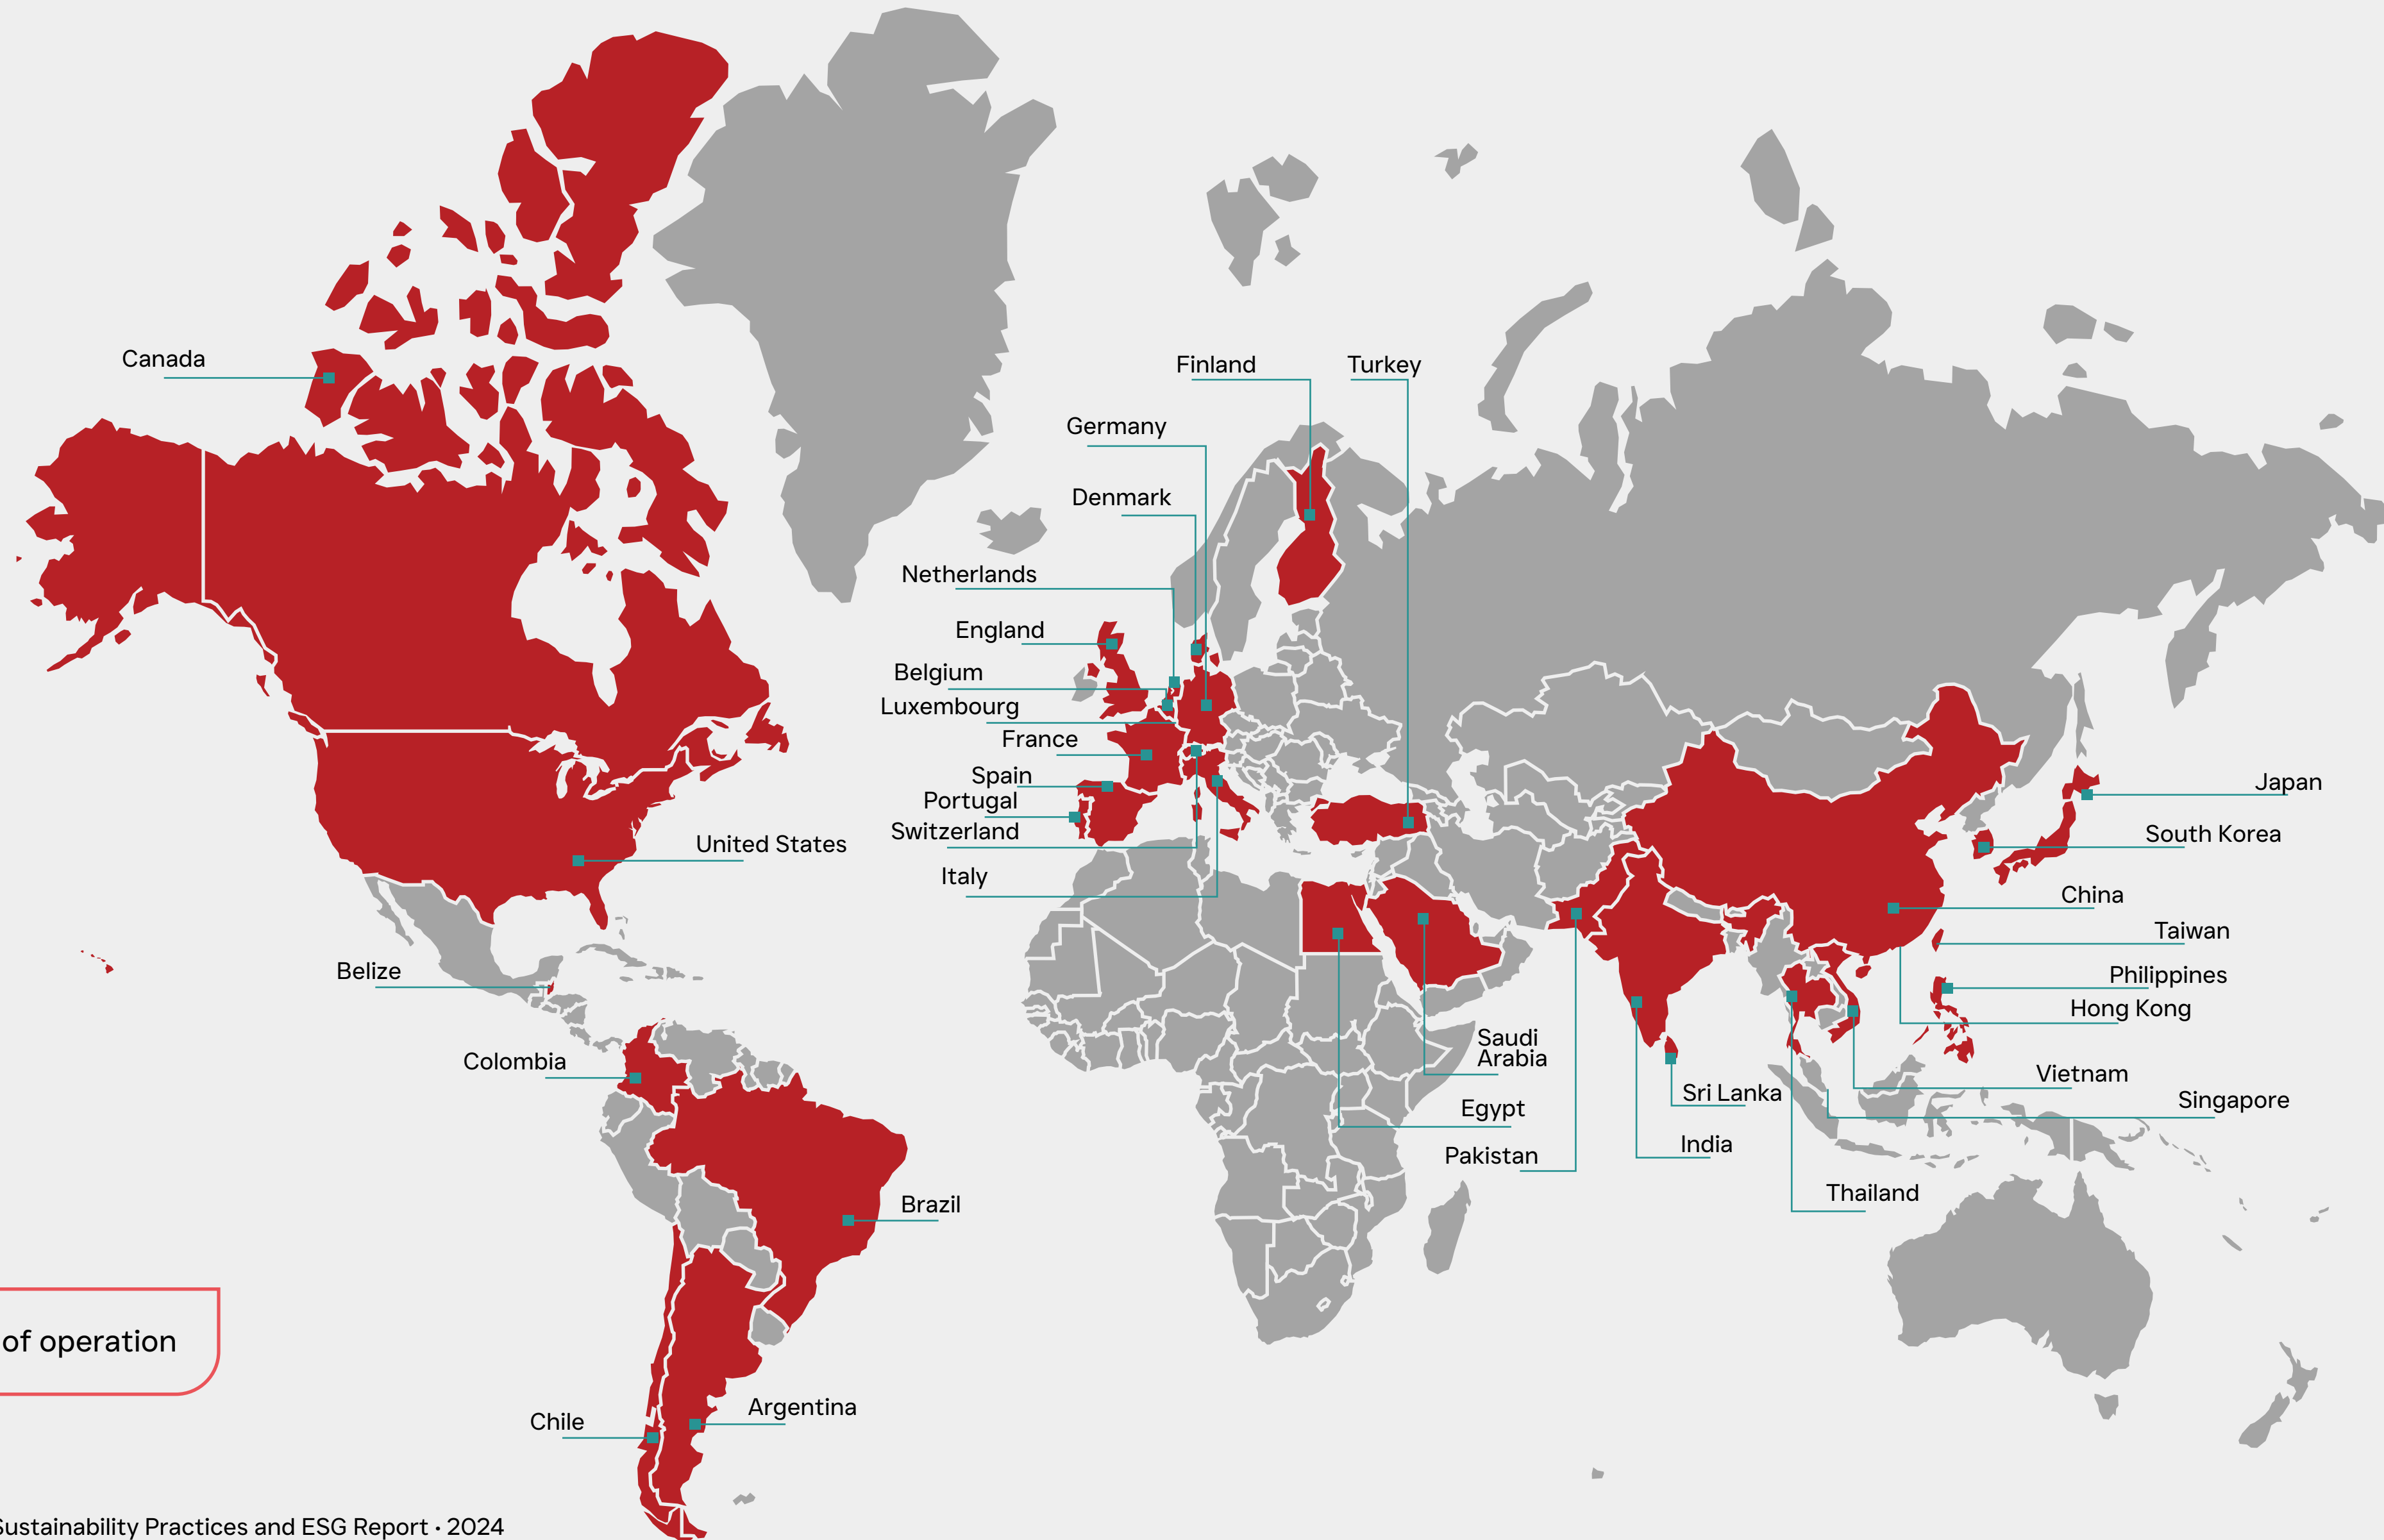 Canada
Finland
Turkey
Germany
Denmark
Netherlands
England
Belgium
Luxembourg
France
Spain
Portugal
Switzerland
Italy
United States
Belize
Colombia
Brazil
Argentina
Chile
Japan
South Korea
China
Taiwan
Philippines
Hong Kong
Vietnam
Singapore
Saudi
Arabia
Sri Lanka
Egypt
India
Pakistan
Thailand
of operation
Sustainability Practices and ESG Report • 2024